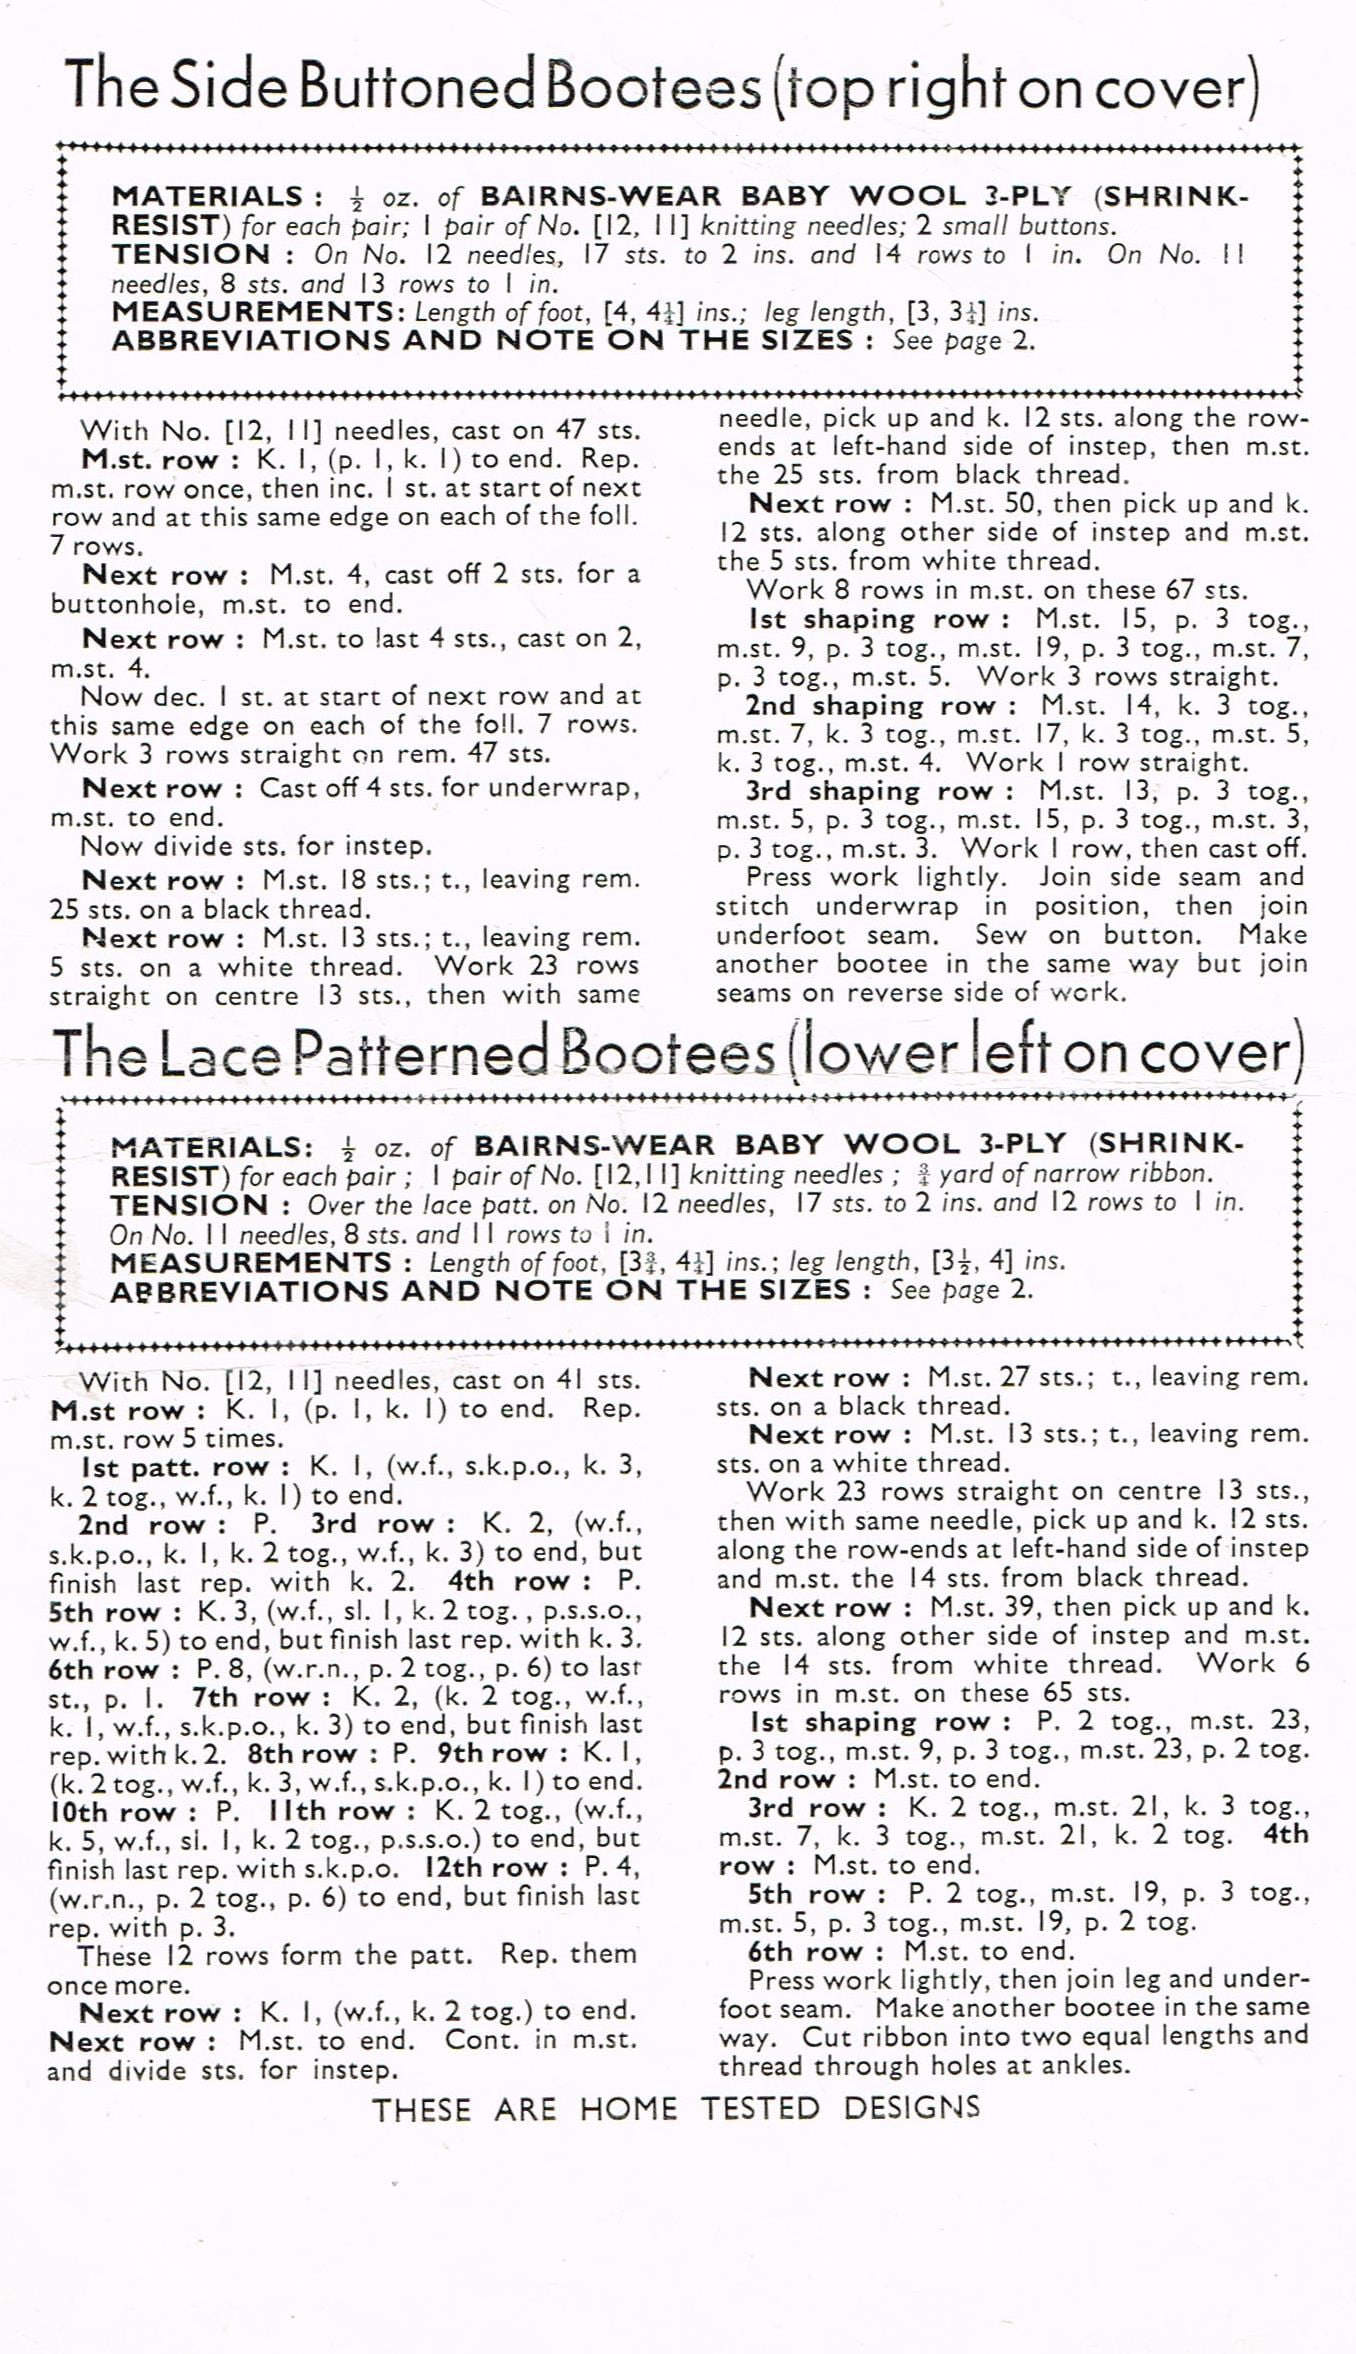 The Side Buttoned Bootees (top right on cover)
MATERIALS : ½ oz. of BAIRNS-WEAR BABY WOOL 3-PLY (SHRINK-
RESIST) for each pair; 1 pair of No. [12, 11] knitting needles; 2 small buttons.
TENSION : On No. 12 needles, 17 sts. to 2 ins. and 14 rows to 1 in. On No. 11
needles, 8 sts. and 13 rows to 1 in.
MEASUREMENTS: Length of foot, [4, 4¼] ins.; leg length, [3, 3¼] ins.
ABBREVIATIONS AND NOTE ON THE SIZES : See page 2.
With No. [12, 11] needles, cast on 47 sts.
M.st. row : K. 1, (p. 1, k. 1) to end. Rep.
m.st. row once, then inc. 1 st. at start of next
row and at this same edge on each of the foll.
7 rows.
Next row : M.st. 4, cast off 2 sts. for a
buttonhole, m.st. to end.
Next row : M.st. to last 4 sts., cast on 2,
m.st. 4.
Now dec. 1 st. at start of next row and at
this same edge on each of the foll. 7 rows.
Work 3 rows straight on rem. 47 sts.
Next row : Cast off 4 sts. for underwrap,
m.st. to end.
Now divide sts. for instep.
Next row : M.st. 18 sts.; t., leaving rem.
25 sts. on a black thread.
Next row : M.st. 13 sts.; t., leaving rem.
5 sts. on a white thread. Work 23 rows
straight on centre 13 sts., then with same
needle, pick up and k. 12 sts. along the row-
ends at left-hand side of instep, then m.st.
the 25 sts. from black thread.
Next row : M.st. 50, then pick up and k.
12 sts. along other side of instep and m.st.
the 5 sts. from white thread.
Work 8 rows in m.st. on these 67 sts.
1st shaping row : M.st. 15, p. 3 tog.,
m.st. 9, p. 3 tog., m.st. 19, p. 3 tog., m.st. 7,
p. 3 tog., m.st. 5. Work 3 rows straight.
2nd shaping row : M.st. 14, k. 3 tog.,
m.st. 7, k. 3 tog., m.st. 17, k. 3 tog., m.st. 5,
k. 3 tog., m.st. 4. Work 1 row straight.
3rd shaping row : M.st. 13, p. 3 tog.,
m.st. 5, p. 3 tog., m.st. 15, p. 3 tog., m.st. 3,
p. 3 tog., m.st. 3. Work 1 row, then cast off.
Press work lightly. Join side seam and
stitch underwrap in position, then join
underfoot seam. Sew on button. Make
another bootee in the same way but join
seams on reverse side of work.
The Lace Patterned Bootees (lower left on cover)
MATERIALS: ½ oz. of BAIRNS-WEAR BABY WOOL 3-PLY (SHRINK-
RESIST) for each pair ; 1 pair of No. [12,11] knitting needles ; ¾ yard of narrow ribbon.
TENSION : Over the lace patt. on No. 12 needles, 17 sts. to 2 ins. and 12 rows to 1 in.
On No. 11 needles, 8 sts. and 11 rows to 1 in.
MEASUREMENTS : Length of foot, [3¾, 4¼] ins.; leg length, [3½, 4] ins.
ABBREVIATIONS AND NOTE ON THE SIZES : See page 2.
With No. [12, 11] needles, cast on 41 sts.
M.st row : K. 1, (p. 1, k. 1) to end. Rep.
m.st. row 5 times.
1st patt. row : K. 1, (w.f., s.k.p.o., k. 3,
k. 2 tog., w.f., k. 1) to end.
2nd row : P. 3rd row : K. 2, (w.f.,
s.k.p.o., k. 1, k. 2 tog., w.f., k. 3) to end, but
finish last rep. with k. 2. 4th row : P.
5th row : K. 3, (w.f., sl. 1, k. 2 tog. , p.s.s.o.,
w.f., k. 5) to end, but finish last rep. with k. 3.
6th row : P. 8, (w.r.n., p. 2 tog., p. 6) to last
st., p. 1. 7th row : K. 2, (k. 2 tog., w.f.,
k. 1, w.f., s.k.p.o., k. 3) to end, but finish last
rep. with k. 2. 8th row : P. 9th row : K. 1,
(k. 2 tog., w.f., k. 3, w.f., s.k.p.o., k. 1) to end.
10th row : P. 11th row : K. 2 tog., (w.f.,
k. 5, w.f., sl. 1, k. 2 tog., p.s.s.o.) to end, but
finish last rep. with s.k.p.o. 12th row : P. 4,
(w.r.n., p. 2 tog., p. 6) to end, but finish last
rep. with p. 3.
These 12 rows form the patt. Rep. them
once more.
Next row : K. 1, (w.f., k. 2 tog.) to end.
Next row : M.st. to end. Cont. in m.st.
and divide sts. for instep.
Next row : M.st. 27 sts.; t., leaving rem.
sts. on a black thread.
Next row : M.st. 13 sts.; t., leaving rem.
sts. on a white thread.
Work 23 rows straight on centre 13 sts.,
then with same needle, pick up and k. 12 sts.
along the row-ends at left-hand side of instep
and m.st. the 14 sts. from black thread.
Next row : M.st. 39, then pick up and k.
12 sts. along other side of instep and m.st.
the 14 sts. from white thread. Work 6
rows in m.st. on these 65 sts.
1st shaping row : P. 2 tog., m.st. 23,
p. 3 tog., m.st. 9, p. 3 tog., m.st. 23, p. 2 tog.
2nd row : M.st. to end.
3rd row : K. 2 tog., m.st. 21, k. 3 tog.,
m.st. 7, k. 3 tog., m.st. 21, k. 2 tog. 4th
row : M.st. to end.
5th row : P. 2 tog., m.st. 19, p. 3 tog.,
m.st. 5, p. 3 tog., m.st. 19, p. 2 tog.
6th row : M.st. to end.
Press work lightly, then join leg and under-
foot seam. Make another bootee in the same
way. Cut ribbon into two equal lengths and
thread through holes at ankles.
THESE ARE HOME TESTED DESIGNS